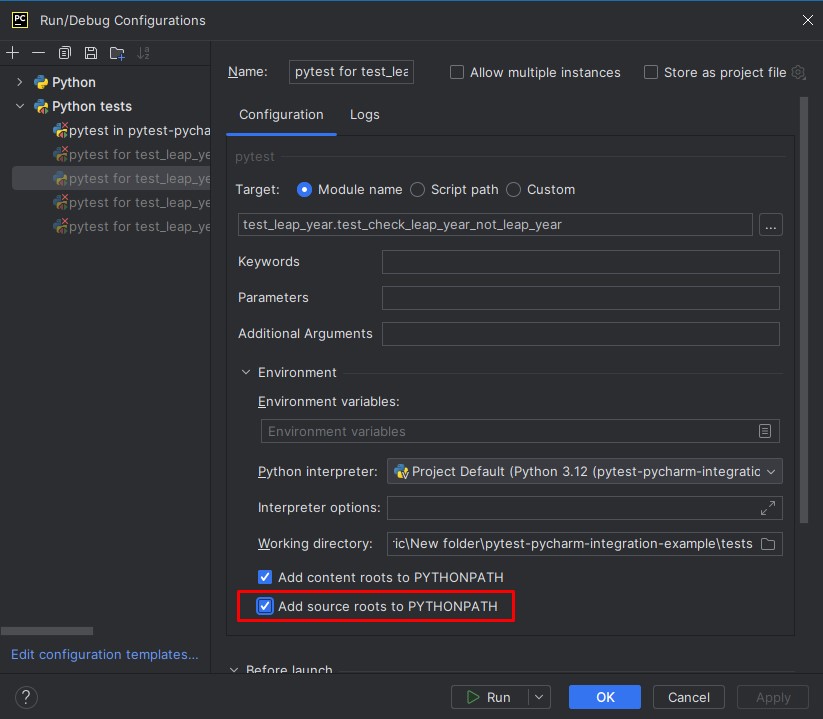 PC Run/Debug Configurations
Python
Python tests
pytest in pytest-pycha
pytest for test_leap_ye
pytest for test_leap_ye
pytest for test_leap_ye
pytest for test_leap_ye
Edit configuration templates...
Name: pytest for test_lea Allow multiple instances Store as project file
Configuration Logs
pytest
Target: Module name Script path Custom
test_leap_year.test_check_leap_year_not_leap_year ...
Keywords
Parameters
Additional Arguments
Environment
Environment variables:
Environment variables
Python interpreter: Project Default (Python 3.12 (pytest-pycharm-integratic
Interpreter options:
Working directory: ric\New folder\pytest-pycharm-integration-example\tests
Add content roots to PYTHONPATH
Add source roots to PYTHONPATH
Before launch
? Run OK Cancel Apply